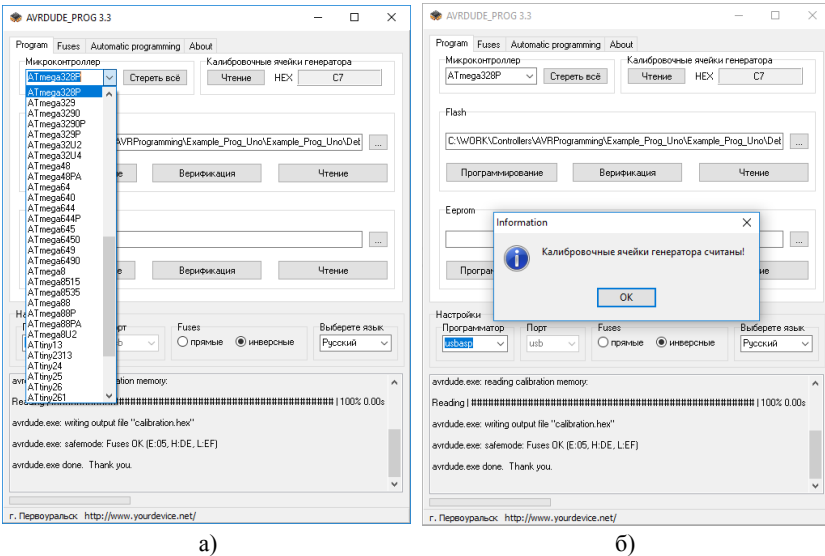 AVRDUDE_PROG 3.3
Program Fuses Automatic programming About
Микроконтроллер
ATmega328P
Стереть всё
Калибровочные ячейки генератора
Чтение HEX C7
ATmega328P
ATmega329
ATmega3290
ATmega3290P
ATmega329P
ATmega32U2
ATmega32U4
ATmega48
ATmega48PA
ATmega64
ATmega640
ATmega644
ATmega644P
ATmega645
ATmega6450
ATmega649
ATmega6490
ATmega8
ATmega8515
ATmega8535
ATmega88
ATmega88P
ATmega88PA
ATmega8U2
ATtiny13
ATtiny2313
ATtiny24
ATtiny25
ATtiny26
ATtiny261
AVRProgramming\Example_Prog_Uno\Example_Prog_Uno\Del
...
Верификация Чтение
...
Верификация Чтение
Fuses
прямые инверсные
Выберете язык
Русский
memory:
Reading | ################################################## | 100% 0.00s
avrdude.exe: writing output file "calibration.hex"
avrdude.exe: safemode: Fuses OK (E:05, H:DE, L:EF)
avrdude.exe done. Thank you.
г. Первоуральск http://www.yourdevice.net/
а)
AVRDUDE_PROG 3.3
Program Fuses Automatic programming About
Микроконтроллер
ATmega328P
Стереть всё
Калибровочные ячейки генератора
Чтение HEX C7
Flash
C:\WORK\Controllers\AVRProgramming\Example_Prog_Uno\Example_Prog_Uno\Del
...
Программирование Верификация Чтение
Eeprom
...
Information
Калибровочные ячейки генератора считаны!
OK
Настройки
Программатор
usbasp
Порт
usb
Fuses
прямые инверсные
Выберете язык
Русский
avrdude.exe: reading calibration memory:
Reading | ################################################## | 100% 0.00s
avrdude.exe: writing output file "calibration.hex"
avrdude.exe: safemode: Fuses OK (E:05, H:DE, L:EF)
avrdude.exe done. Thank you.
г. Первоуральск http://www.yourdevice.net/
б)